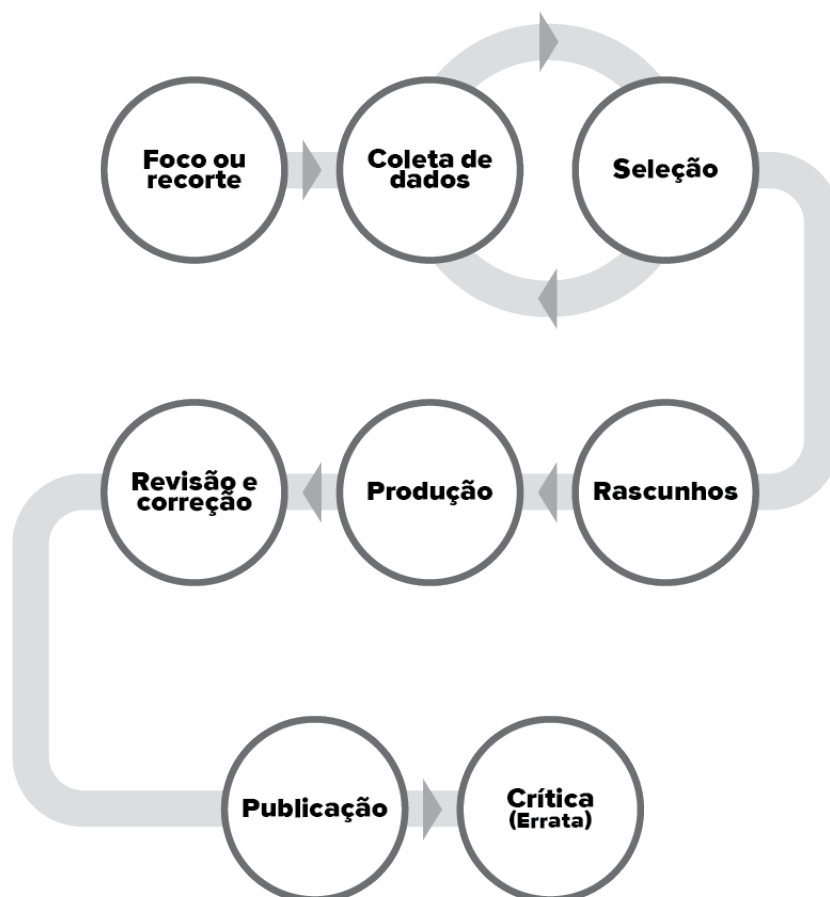 Foco ou
recorte
Coleta de
dados
Seleção
Rascunhos
Produção
Revisão e
correção
Publicação
Crítica
(Errata)